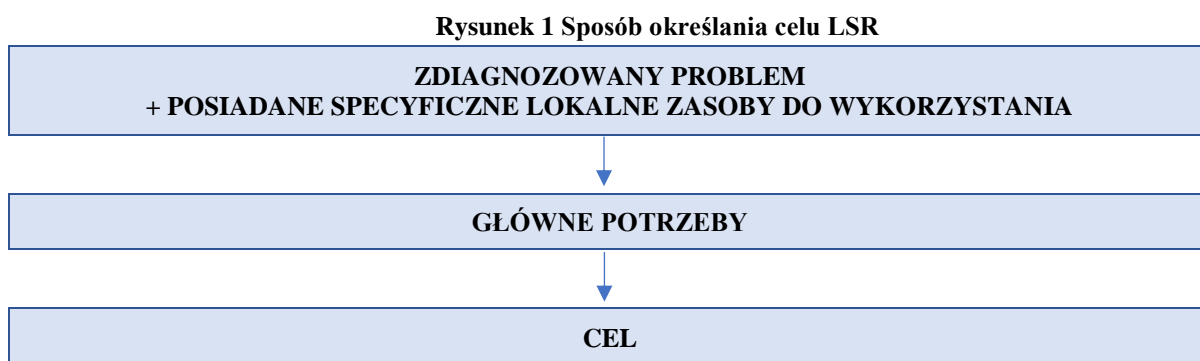 Rysunek 1 Sposób określania celu LSR
ZDIAGNOZOWANY PROBLEM
+ POSIADANE SPECYFICZNE LOKALNE ZASOBY DO WYKORZYSTANIA
GŁÓWNE POTRZEBY
CEL